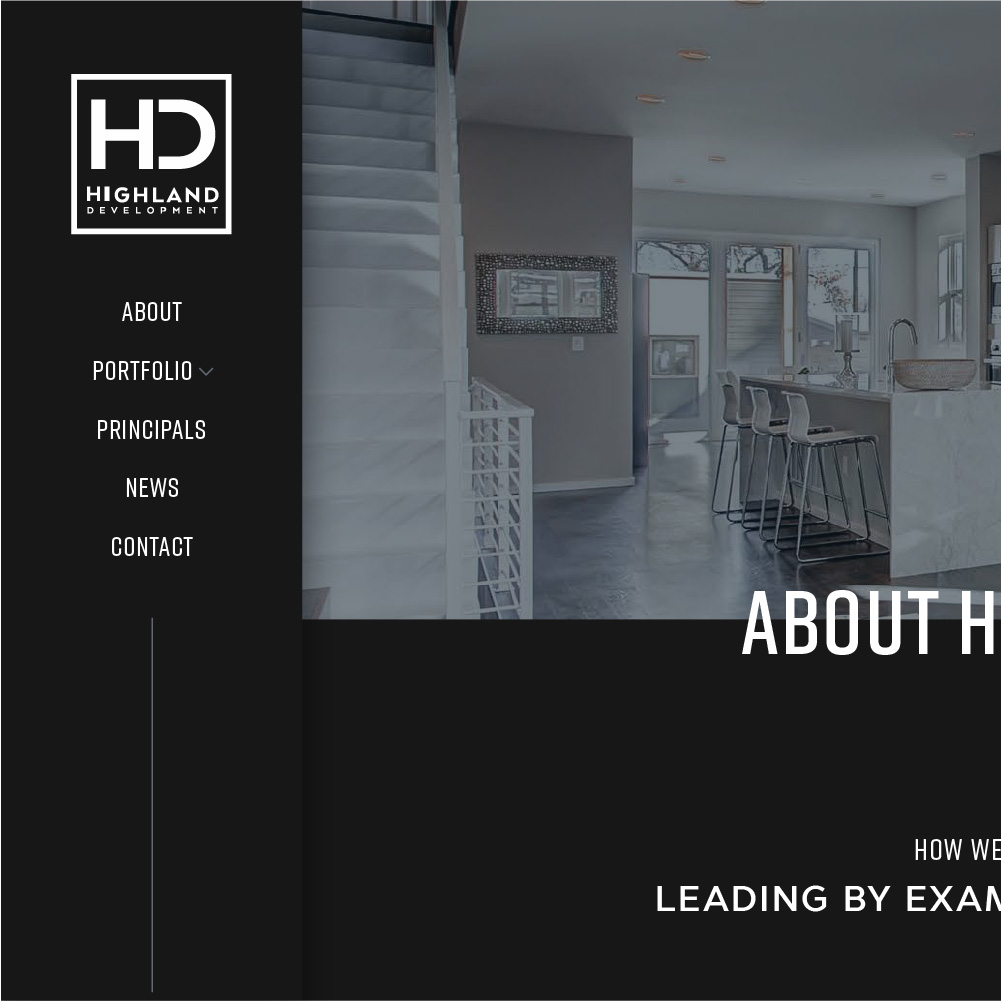 HD
HIGHLAND
DEVELOPMENT
ABOUT
PORTFOLIO
PRINCIPALS
NEWS
CONTACT
ABOUT H
HOW WE
LEADING BY EXAM